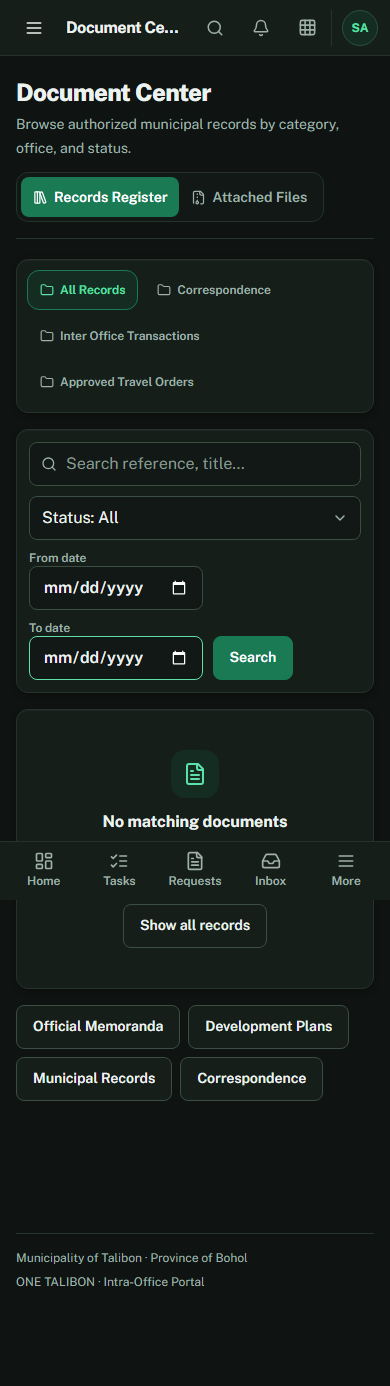 Document Ce...
SA
Document Center
Browse authorized municipal records by category,
office, and status.
Records Register
Attached Files
All Records
Correspondence
Inter Office Transactions
Approved Travel Orders
Search reference, title...
Status: All
From date
mm/dd/yyyy
To date
mm/dd/yyyy
Search
No matching documents
Home
Tasks
Requests
Inbox
More
Show all records
Official Memoranda
Development Plans
Municipal Records
Correspondence
Municipality of Talibon · Province of Bohol
ONE TALIBON · Intra-Office Portal